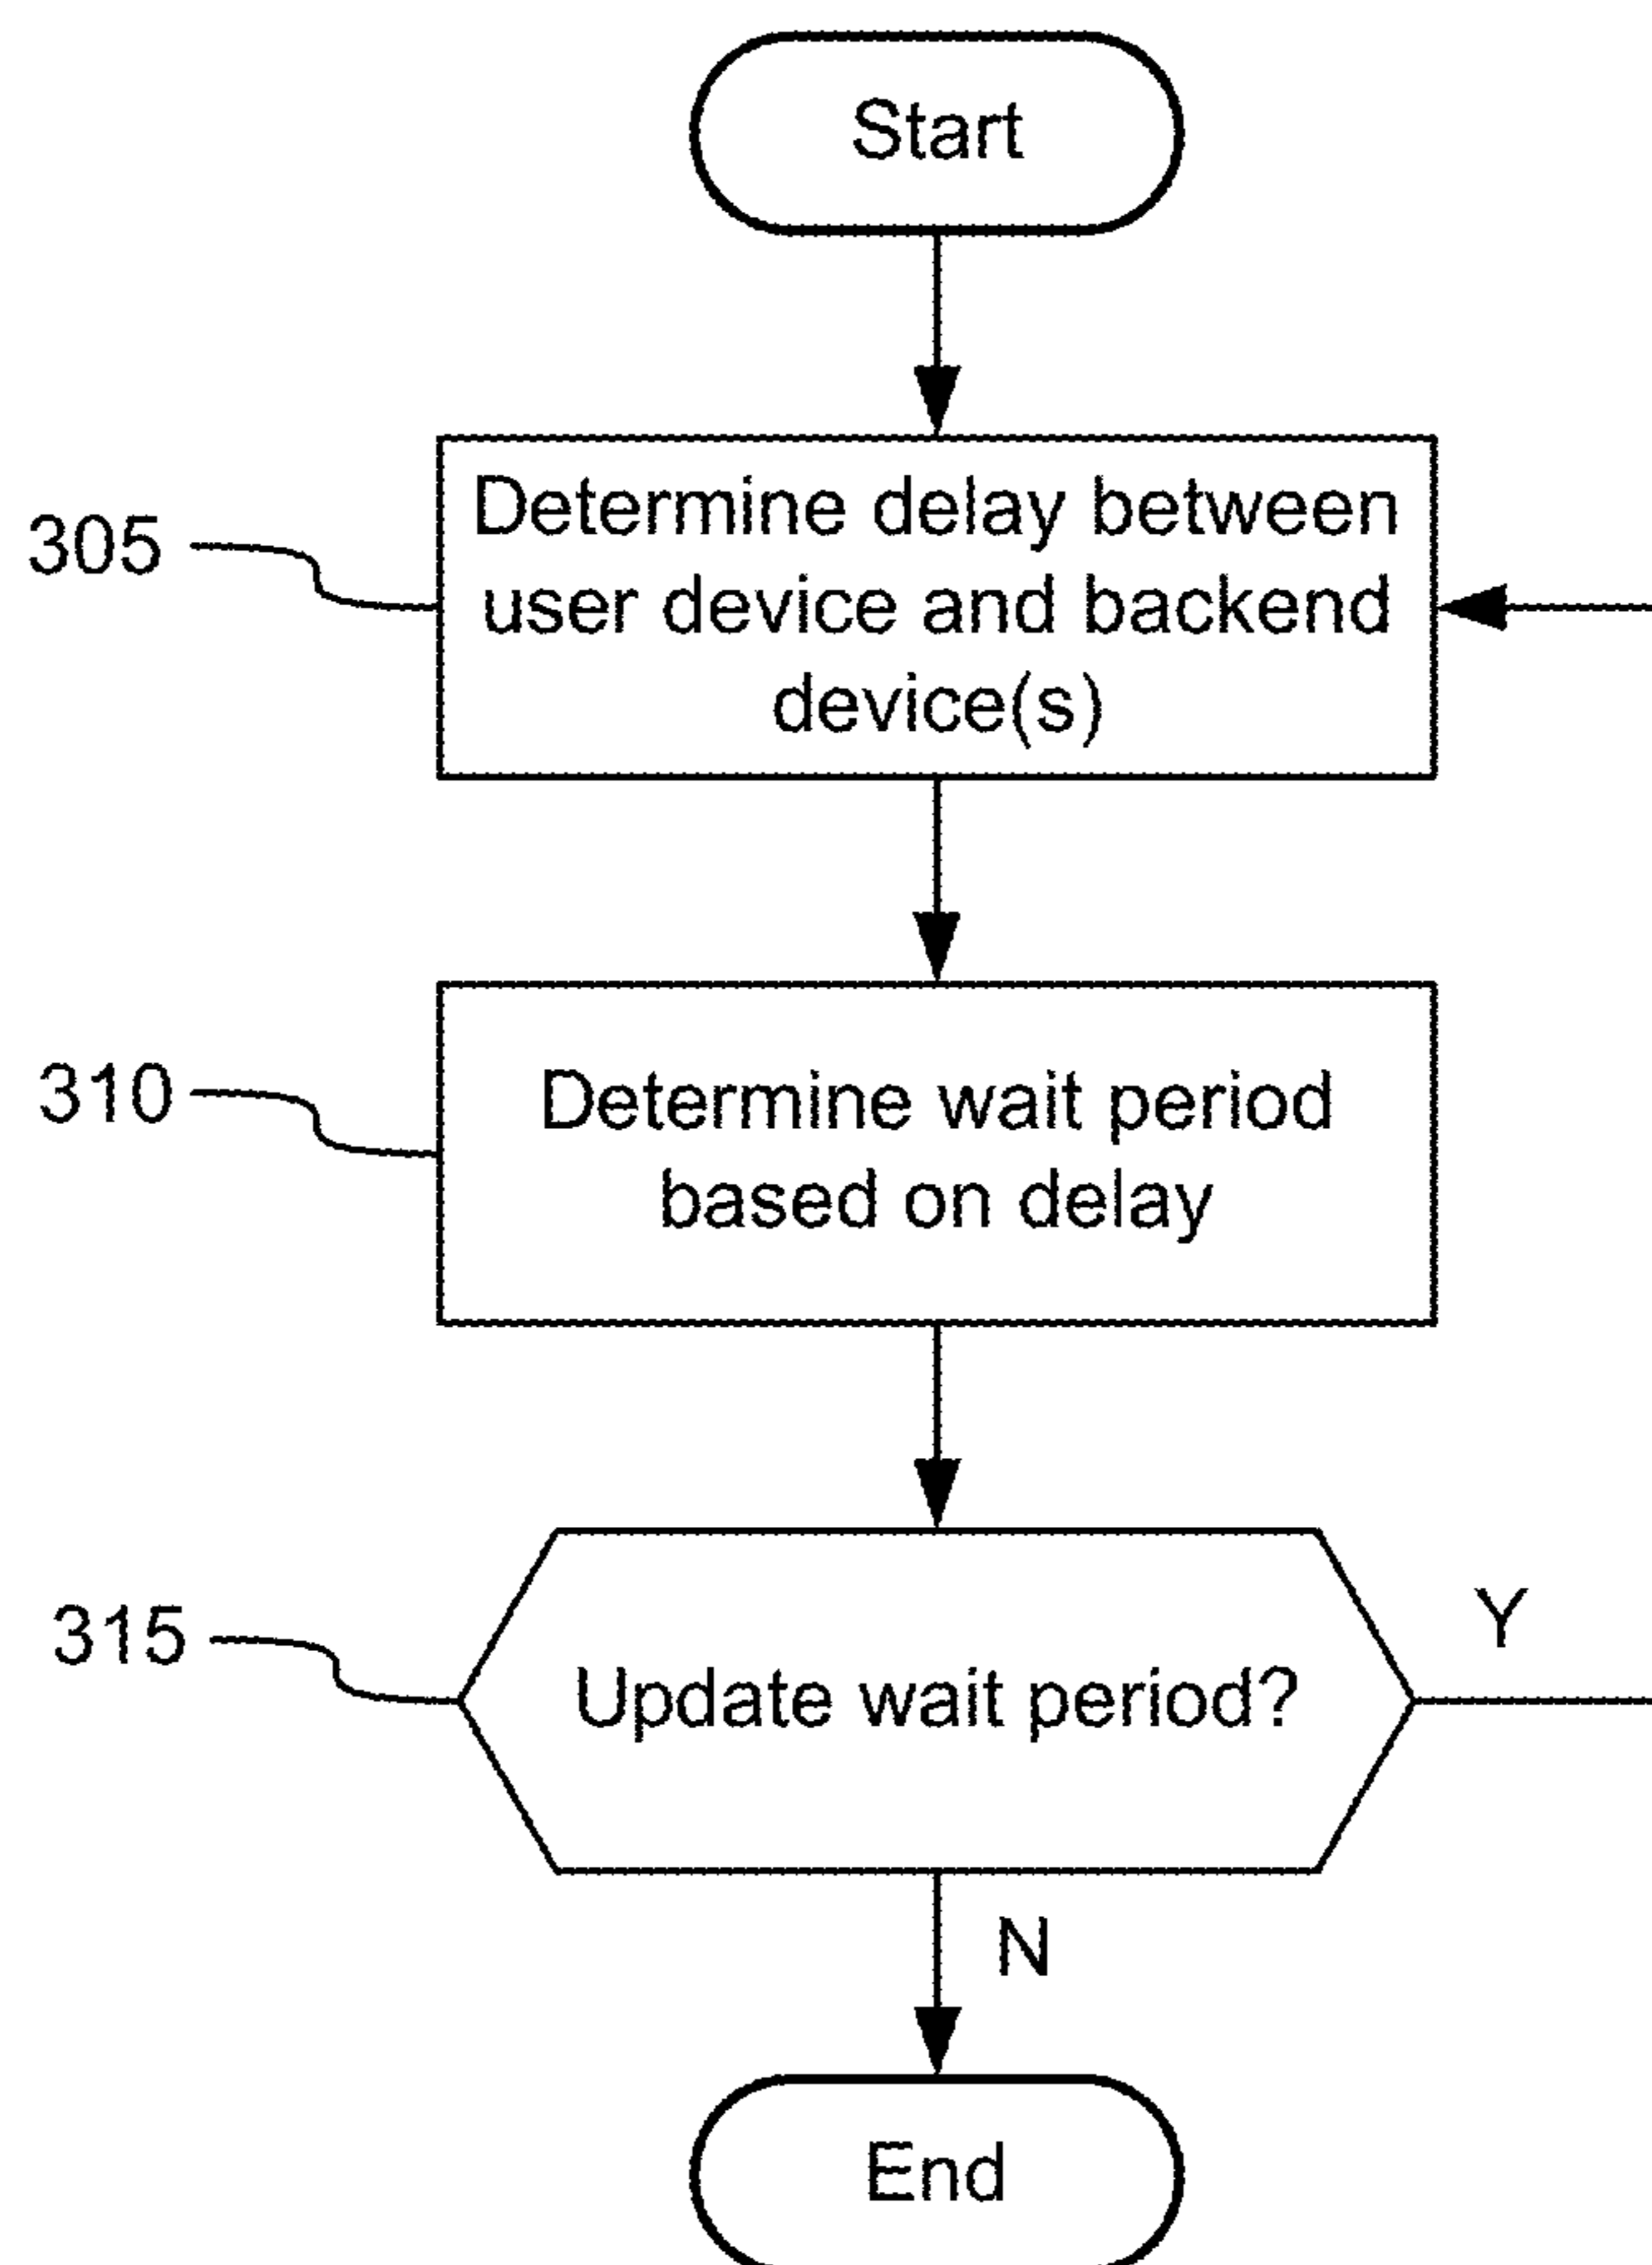 Start
305
Determine delay between
user device and backend
device(s)
310
Determine wait period
based on delay
315
Update wait period?
Y
N
End